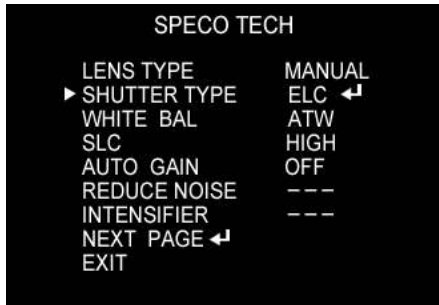 SPECO TECH
LENS TYPE MANUAL
▶ SHUTTER TYPE ELC ↵
WHITE BAL ATW
SLC HIGH
AUTO GAIN OFF
REDUCE NOISE ---
INTENSIFIER ---
NEXT PAGE ↵
EXIT